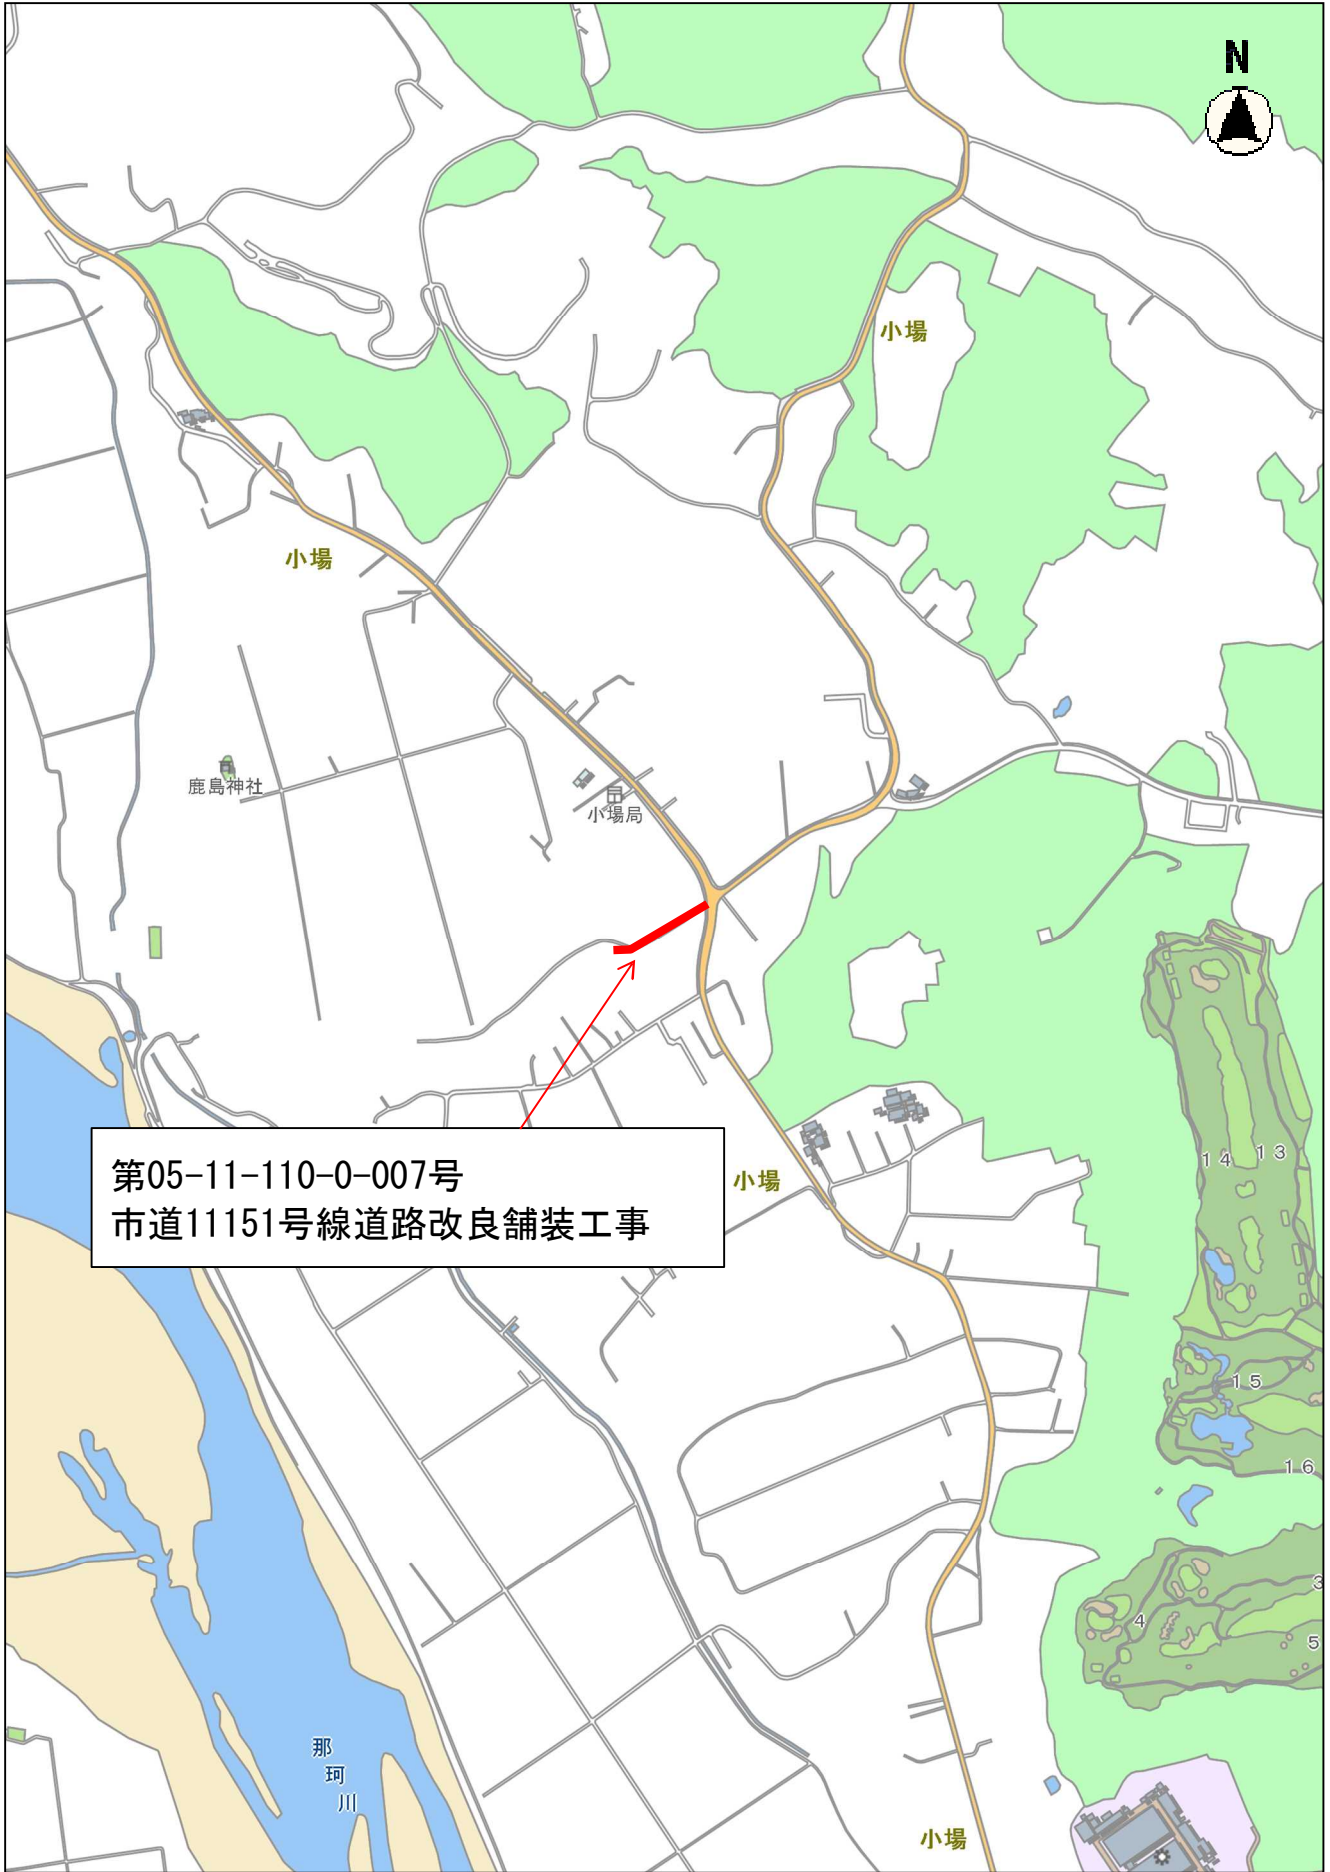 N
小場
小場
鹿島神社
小場局
第05-11-110-0-007号
市道11151号線道路改良舗装工事
小場
14
13
15
16
3
4
5
那珂川
小場